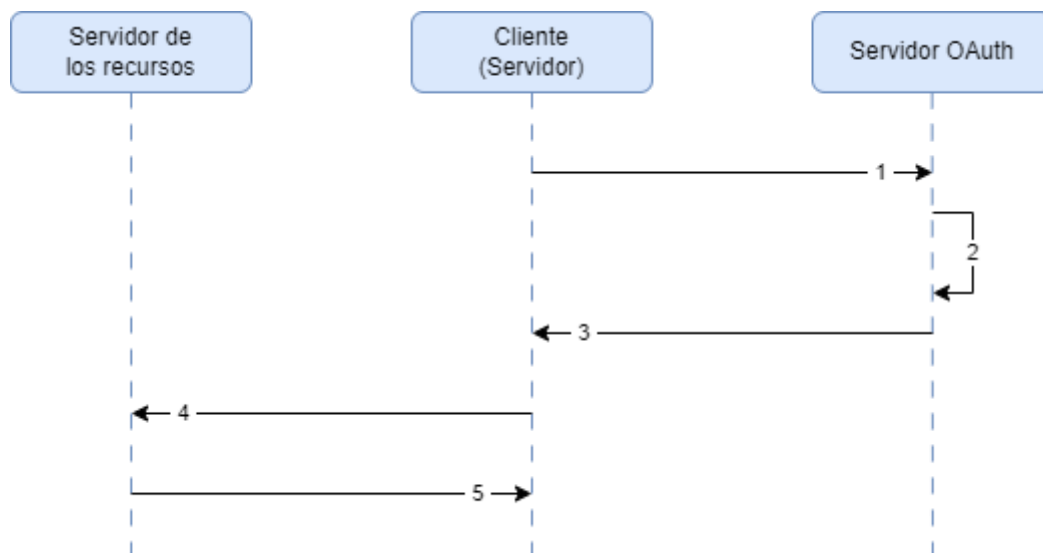 Servidor de
los recursos
Cliente
(Servidor)
Servidor OAuth
1
2
3
4
5